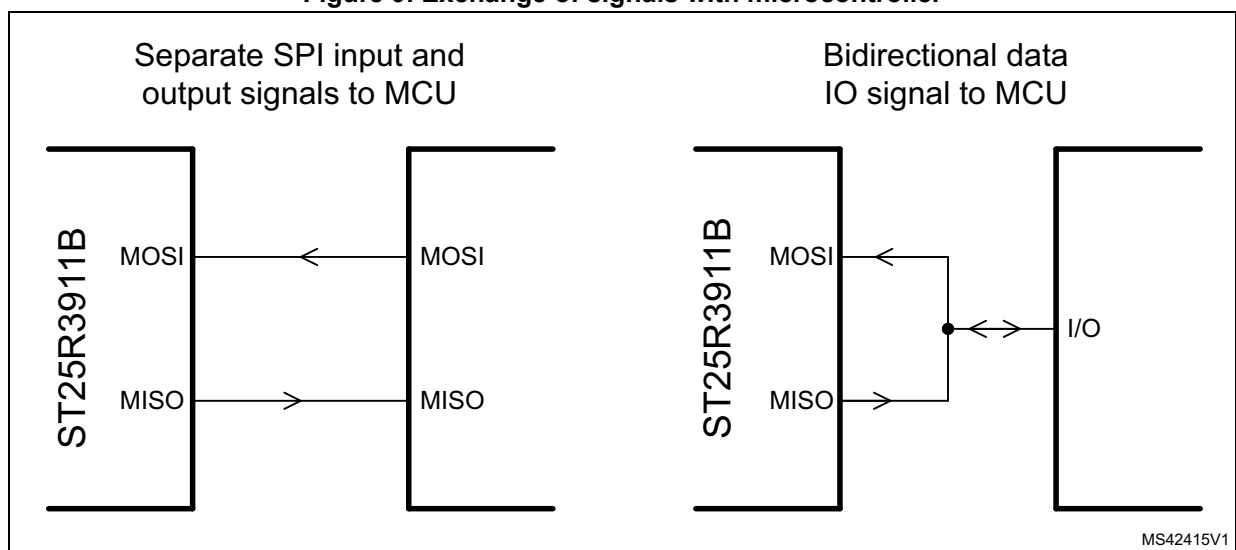 Separate SPI input and
output signals to MCU
Bidirectional data
IO signal to MCU
ST25R3911B
MOSI
MISO
MOSI
MISO
ST25R3911B
MOSI
MISO
I/O
MS42415V1